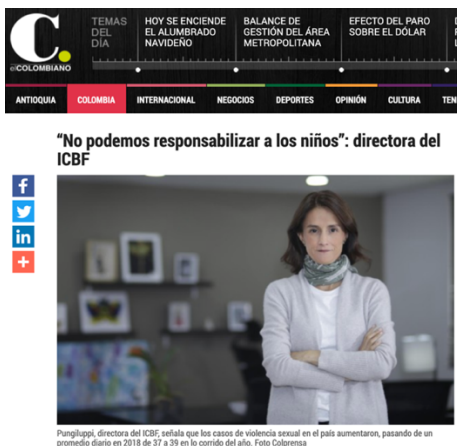 TEMAS DEL DÍA
HOY SE ENCIENDE EL ALUMBRADO NAVIDEÑO
BALANCE DE GESTIÓN DEL ÁREA METROPOLITANA
EFECTO DEL PARO SOBRE EL DÓLAR
elCOLOMBIANO
ANTIOQUIA COLOMBIA INTERNACIONAL NEGOCIOS DEPORTES OPINIÓN CULTURA TEN
“No podemos responsabilizar a los niños”: directora del
ICBF
Pungiluppi, directora del ICBF, señala que los casos de violencia sexual en el país aumentaron, pasando de un
promedio diario en 2018 de 37 a 39 en lo corrido del año. Foto Colprensa